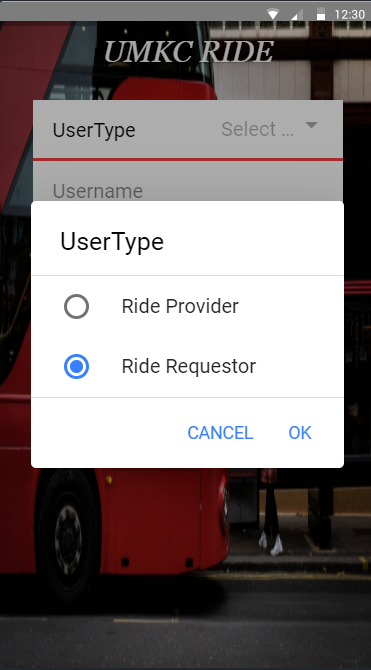 12:30
UMKC RIDE
UserType Select ...
Username
UserType
Ride Provider
Ride Requestor
CANCEL OK